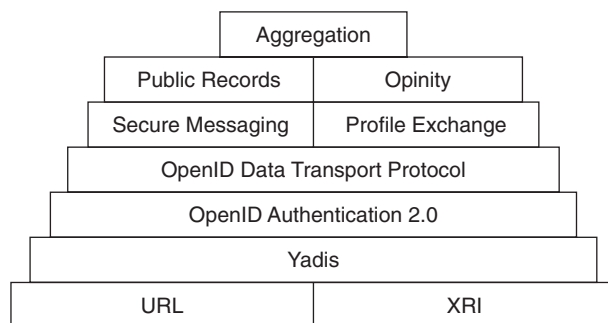 Aggregation
Public Records
Opinity
Secure Messaging
Profile Exchange
OpenID Data Transport Protocol
OpenID Authentication 2.0
Yadis
URL
XRI